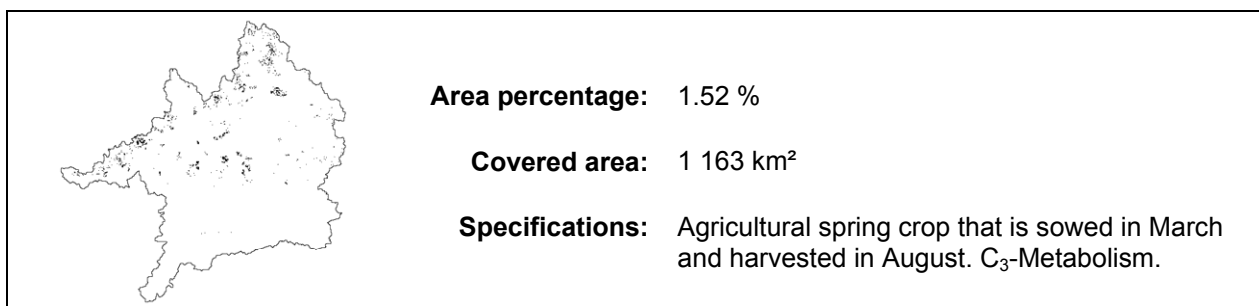 Area percentage: 1.52 %
Covered area: 1 163 km²
Specifications: Agricultural spring crop that is sowed in March
and harvested in August. C₃-Metabolism.